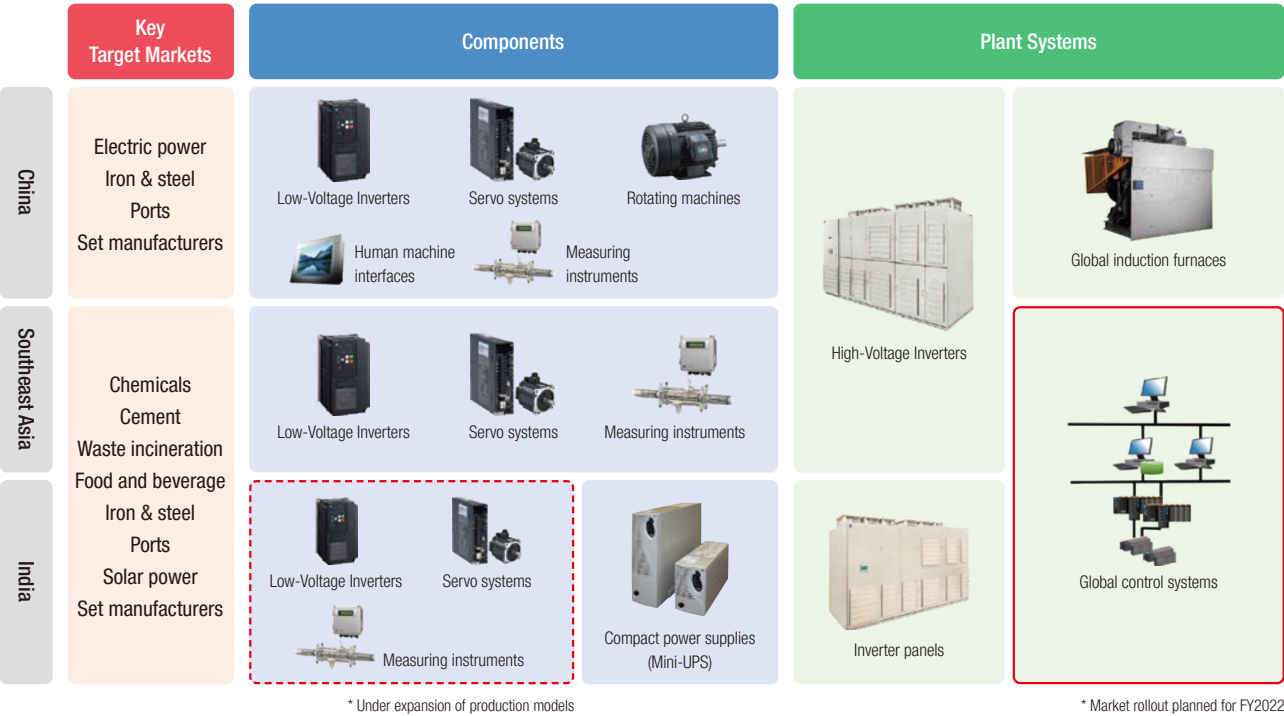 Key
Target Markets
Components
Plant Systems
China
Electric power
Iron & steel
Ports
Set manufacturers
Low-Voltage Inverters
Servo systems
Rotating machines
Human machine
interfaces
Measuring
instruments
High-Voltage Inverters
Global induction furnaces
Southeast Asia
Chemicals
Cement
Waste incineration
Food and beverage
Iron & steel
Ports
Solar power
Set manufacturers
Low-Voltage Inverters
Servo systems
Measuring instruments
Global control systems
India
Low-Voltage Inverters
Servo systems
Measuring instruments
Compact power supplies
(Mini-UPS)
Inverter panels
* Under expansion of production models
* Market rollout planned for FY2022